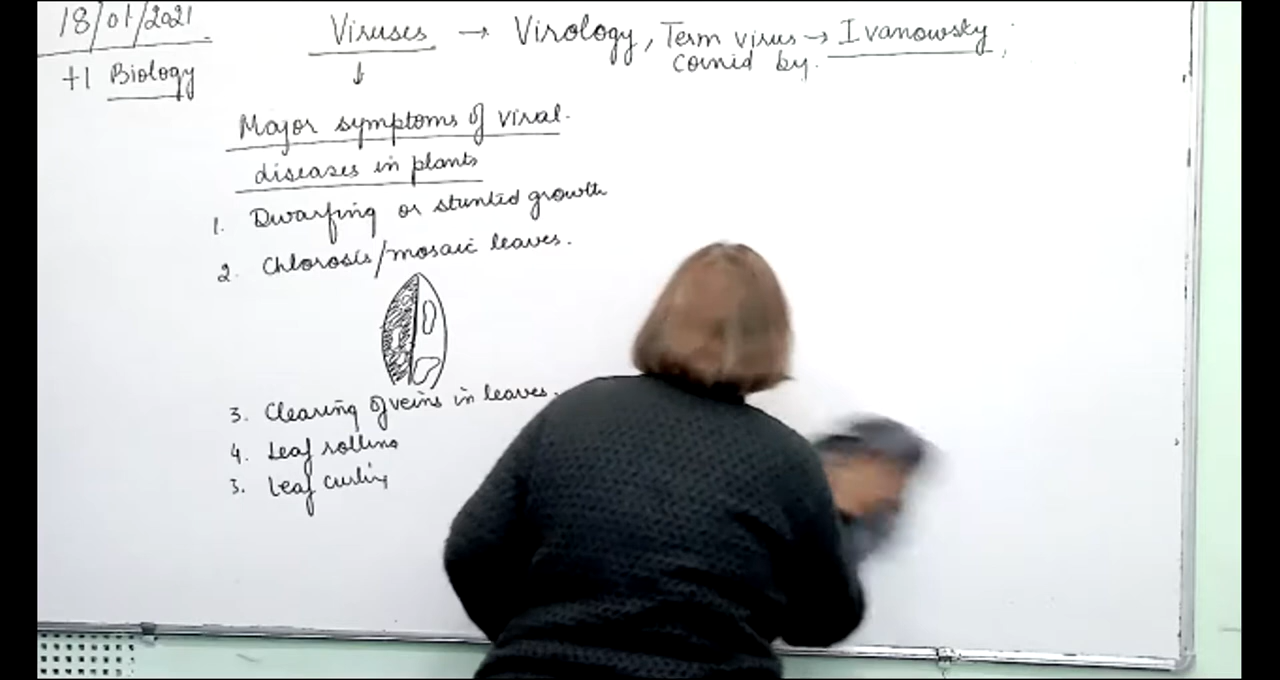 18/01/2021
+1 Biology
Viruses → Virology, Term virus → Ivanowsky;
coinid by.
↓
Major symptoms of viral.
diseases in plants
1. Dwarfing or stunted growth
2. Chlorosis/mosaic leaves.
3. Clearing of veins in leaves.
4. Leaf rolling
3. Leaf curling